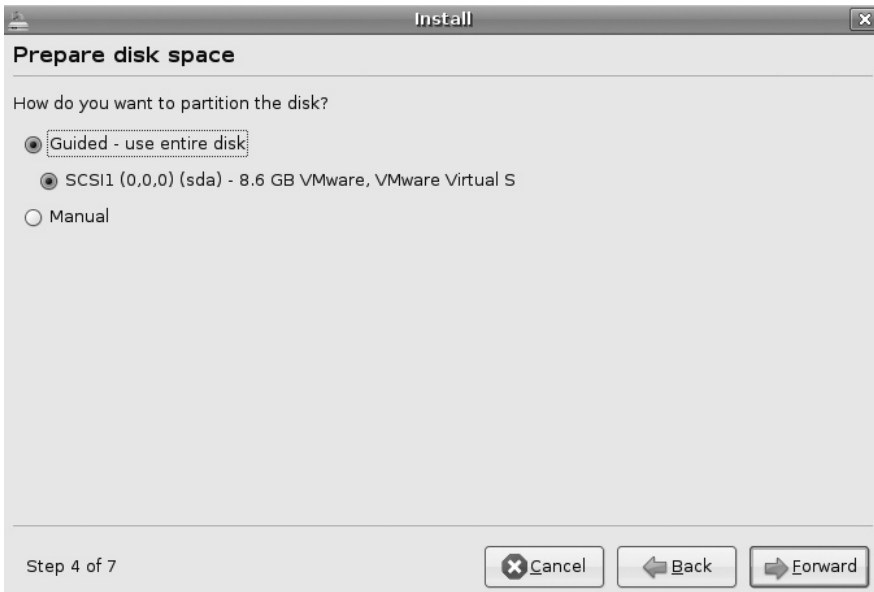 Install
Prepare disk space
How do you want to partition the disk?
Guided - use entire disk
SCSI1 (0,0,0) (sda) - 8.6 GB VMware, VMware Virtual S
Manual
Step 4 of 7
Cancel
Back
Forward